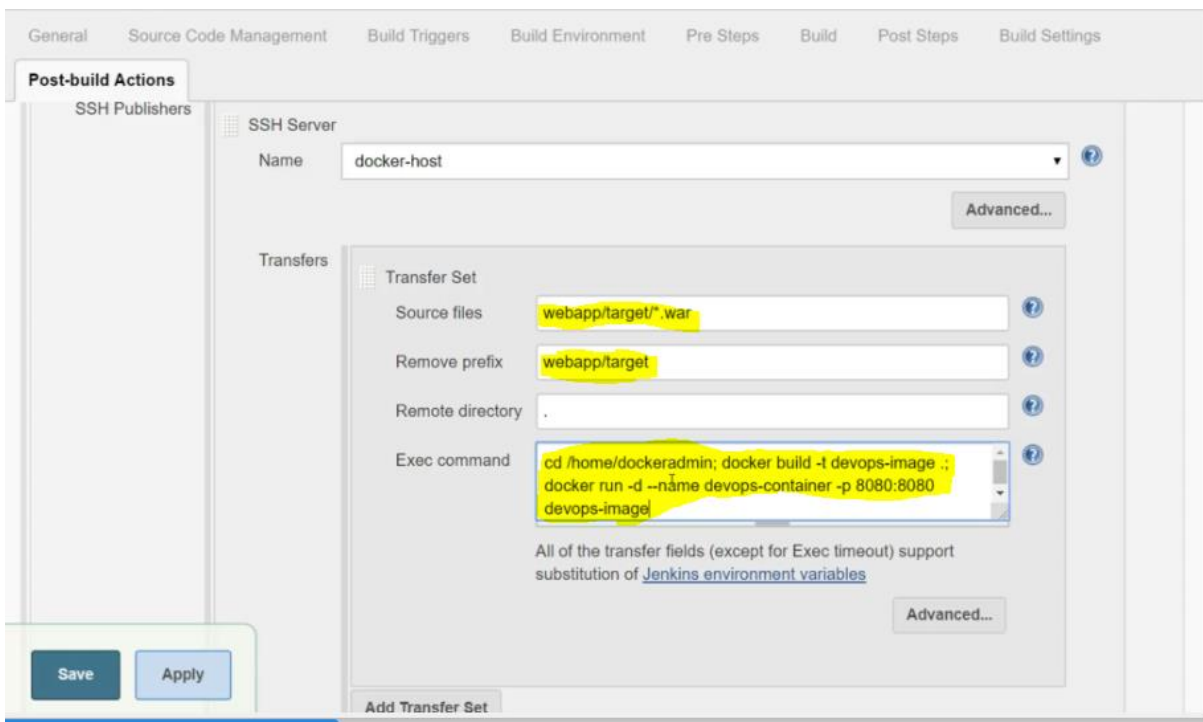 General Source Code Management Build Triggers Build Environment Pre Steps Build Post Steps Build Settings
Post-build Actions
SSH Publishers
SSH Server
Name docker-host
Advanced...
Transfers
Transfer Set
Source files webapp/target/*.war
Remove prefix webapp/target
Remote directory .
Exec command cd /home/dockeradmin; docker build -t devops-image .;
docker run -d --name devops-container -p 8080:8080
devops-image
All of the transfer fields (except for Exec timeout) support
substitution of Jenkins environment variables
Advanced...
Save Apply
Add Transfer Set